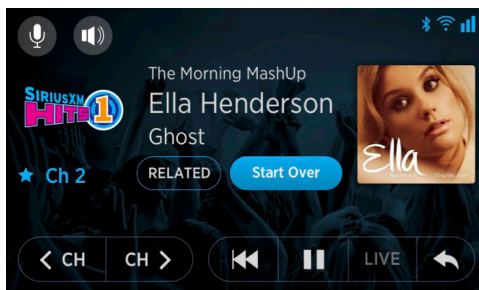 The Morning MashUp
SIRIUSXM
HITS 1
Ella Henderson
Ghost
★ Ch 2
RELATED
Start Over
Ella
< CH
CH >
LIVE